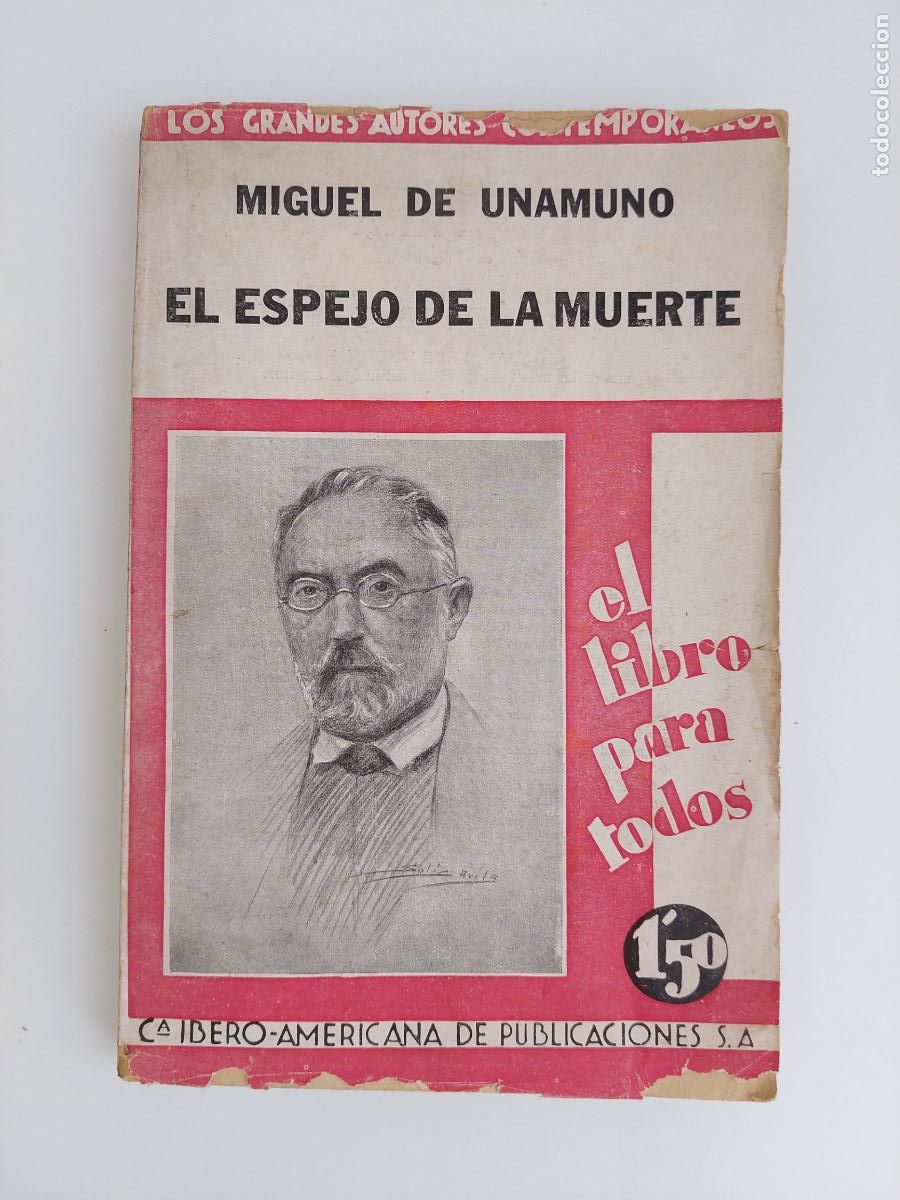 LOS GRANDES AUTORES CONTEMPORANEOS
MIGUEL DE UNAMUNO
EL ESPEJO DE LA MUERTE
el
libro
para
todos
1'50
Cª IBERO-AMERICANA DE PUBLICACIONES S.A
todocoleccion